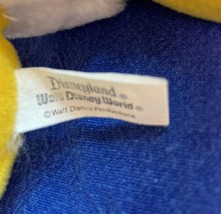 Disneyland ®
Walt Disney World ®
©Walt Disney Productions